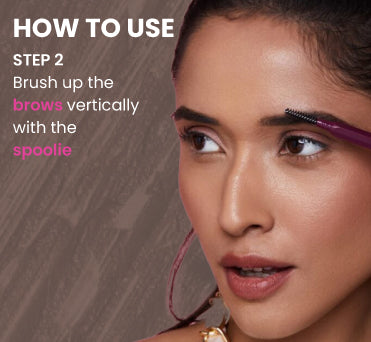 HOW TO USE
STEP 2
Brush up the
brows vertically
with the
spoolie